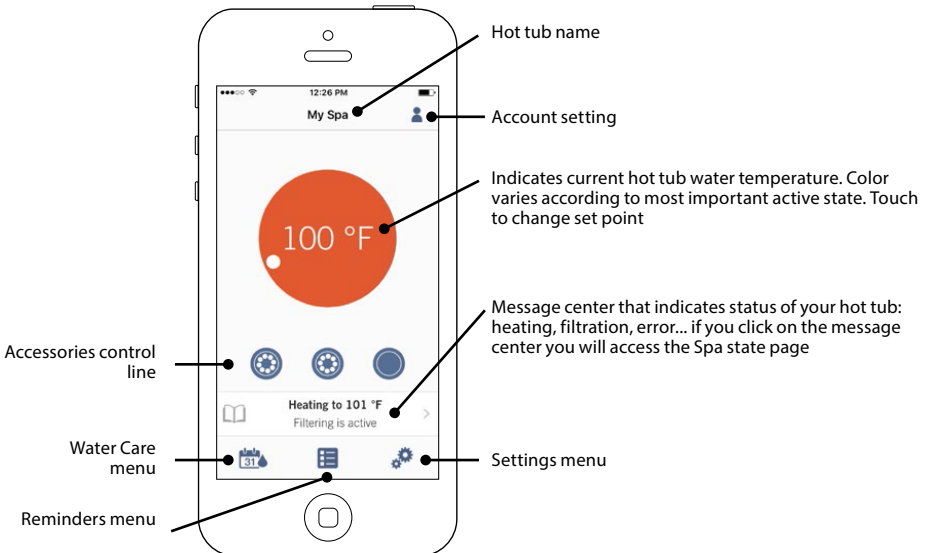 Hot tub name
12:26 PM
My Spa
Account setting
Indicates current hot tub water temperature. Color
varies according to most important active state. Touch
to change set point
100 °F
Message center that indicates status of your hot tub:
heating, filtration, error... if you click on the message
center you will access the Spa state page
Accessories control
line
Heating to 101 °F
Filtering is active
Water Care
menu
31
Settings menu
Reminders menu